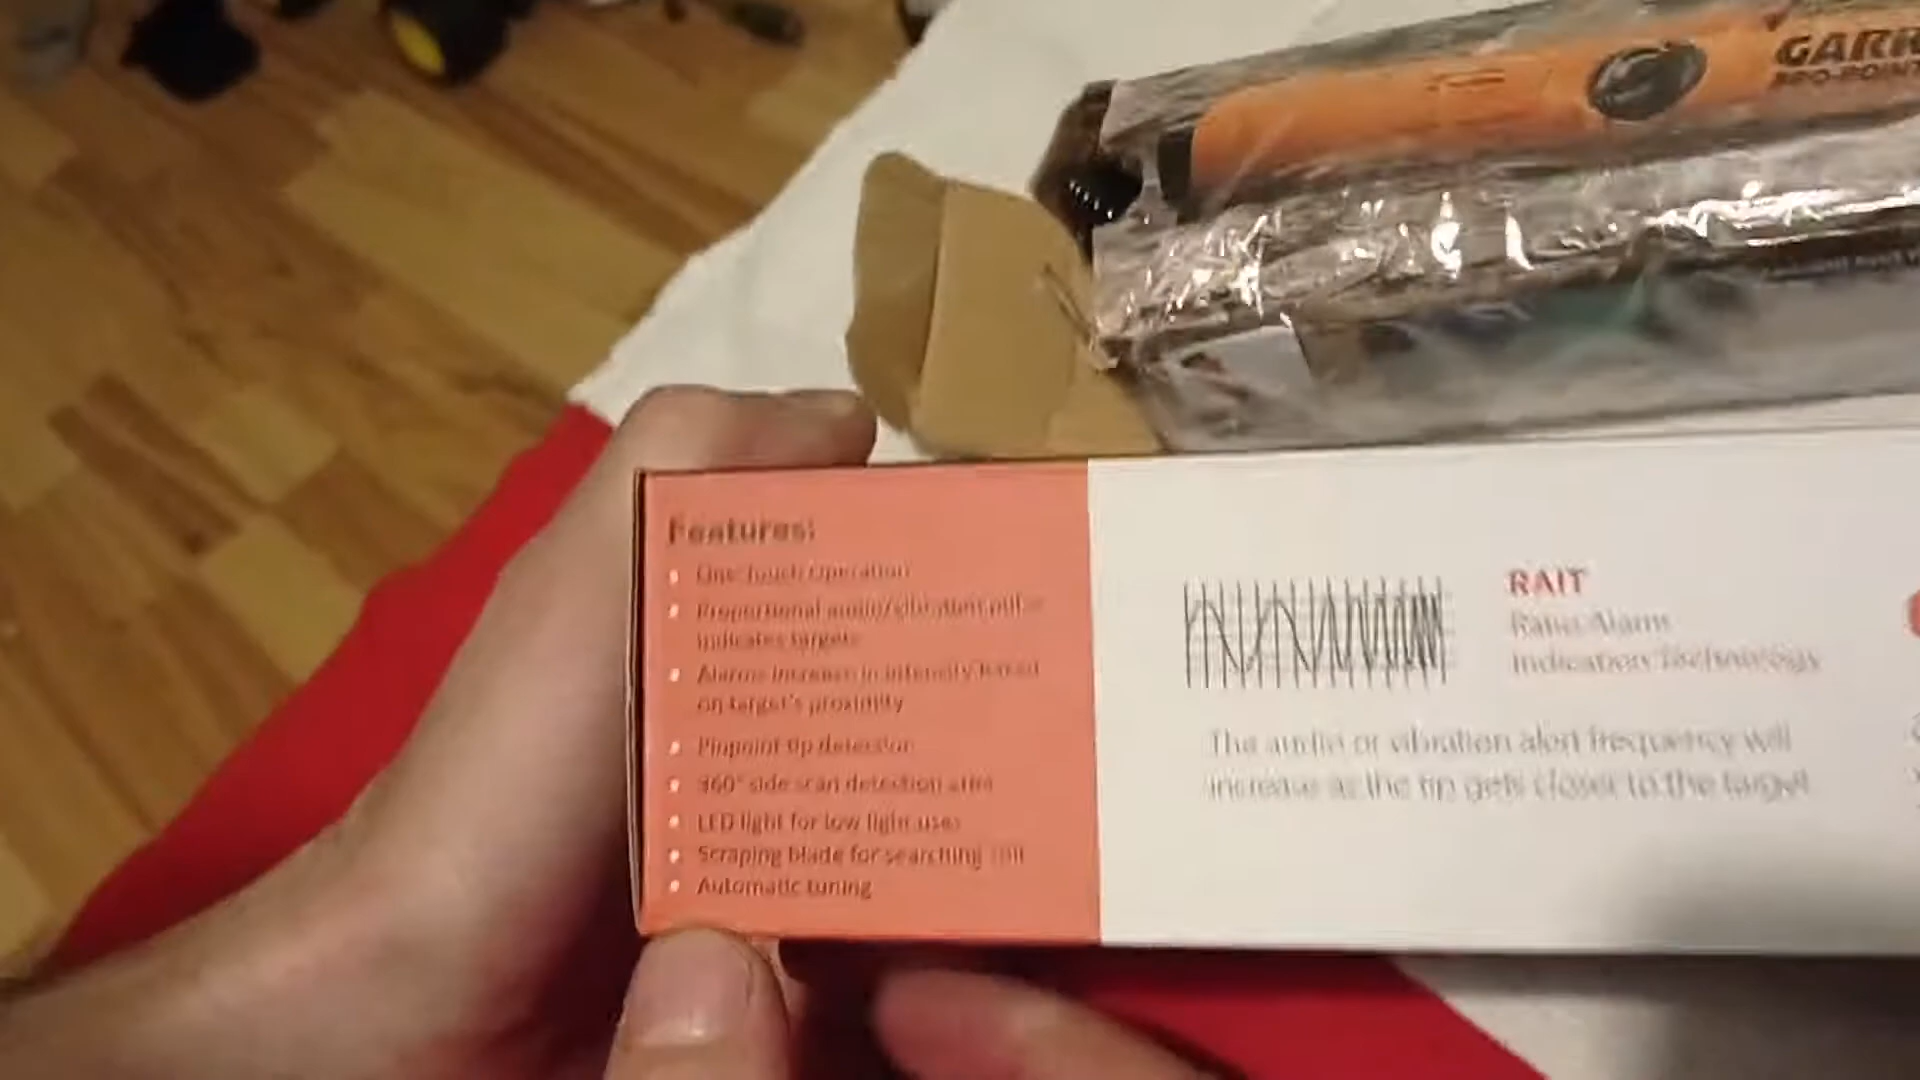 GARR
PRO-POINT
Features:
One Touch Operation
Proportional audio/vibration pulse
indicates targets
Alarms increase in intensity based
on target's proximity
Pinpoint tip detection
360° side scan detection area
LED light for low light uses
Scraping blade for searching soil
Automatic tuning
RAIT
Ratio Alarm
Indication Technology
The audio or vibration alert frequency will
increase as the tip gets closer to the target